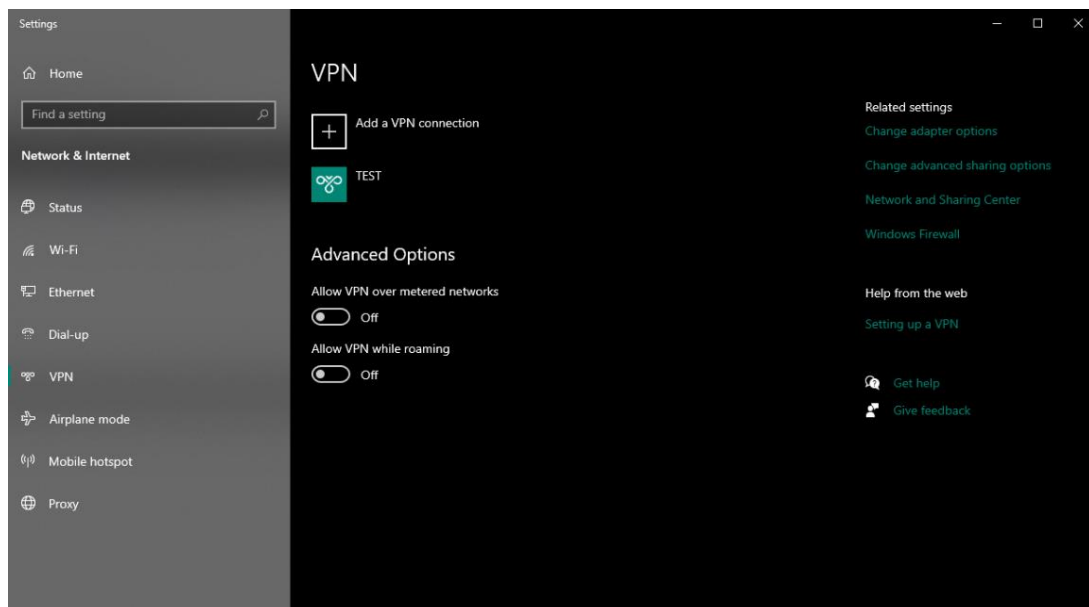 Settings
Home
Find a setting
Network & Internet
Status
Wi-Fi
Ethernet
Dial-up
VPN
Airplane mode
Mobile hotspot
Proxy
VPN
Add a VPN connection
TEST
Advanced Options
Allow VPN over metered networks
Off
Allow VPN while roaming
Off
Related settings
Change adapter options
Change advanced sharing options
Network and Sharing Center
Windows Firewall
Help from the web
Setting up a VPN
Get help
Give feedback